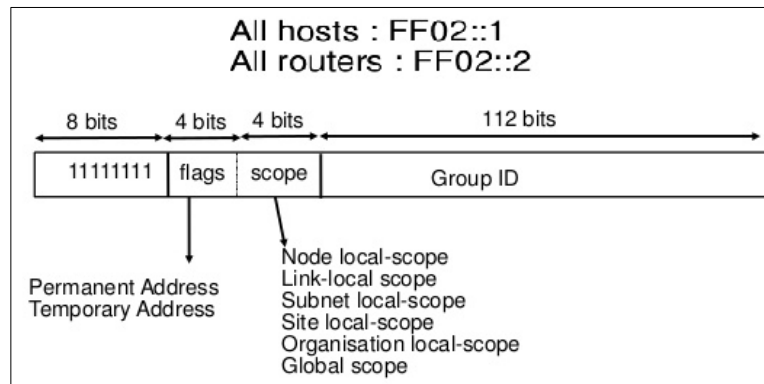 All hosts : FF02::1
All routers : FF02::2
8 bits 4 bits 4 bits 112 bits
11111111 flags scope Group ID
Permanent Address
Temporary Address
Node local-scope
Link-local scope
Subnet local-scope
Site local-scope
Organisation local-scope
Global scope